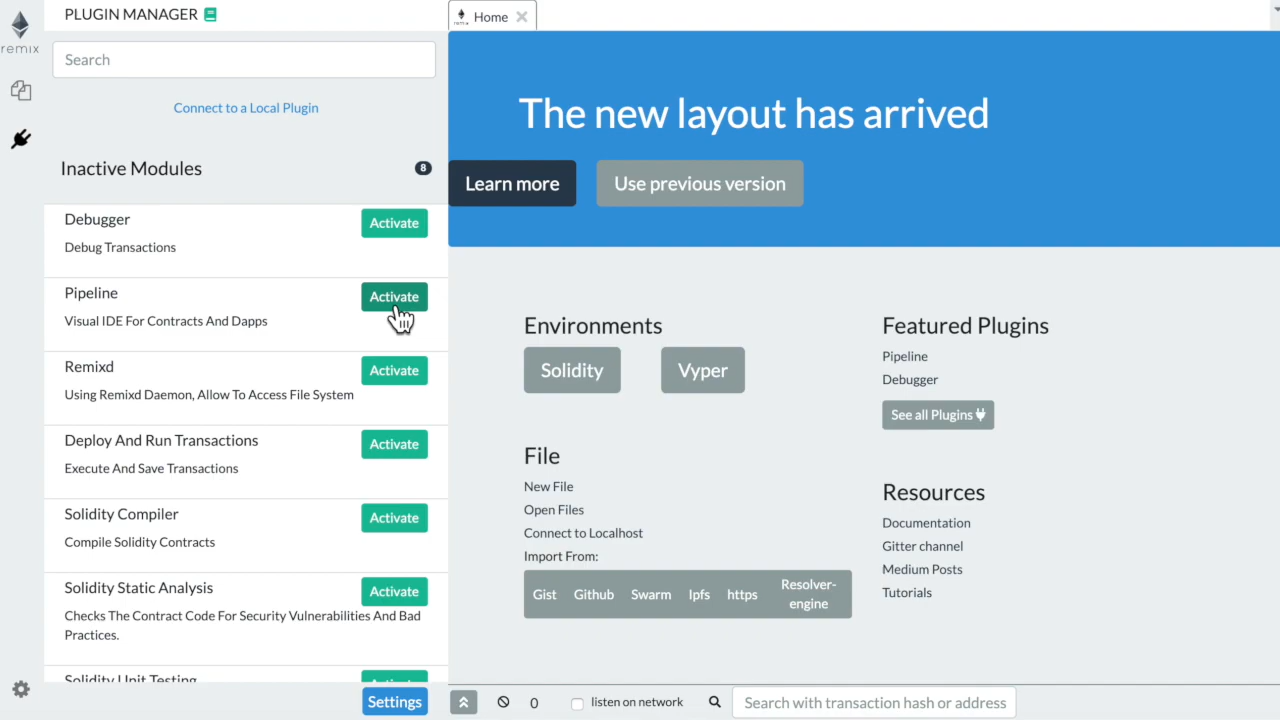 remix
PLUGIN MANAGER
Search
Connect to a Local Plugin
Inactive Modules
8
Debugger
Activate
Debug Transactions
Pipeline
Activate
Visual IDE For Contracts And Dapps
Remixd
Activate
Using Remixd Daemon, Allow To Access File System
Deploy And Run Transactions
Activate
Execute And Save Transactions
Solidity Compiler
Activate
Compile Solidity Contracts
Solidity Static Analysis
Activate
Checks The Contract Code For Security Vulnerabilities And Bad
Practices.
Solidity Unit Testing
Activate
Settings
remix
Home
The new layout has arrived
Learn more
Use previous version
Environments
Solidity
Vyper
File
New File
Open Files
Connect to Localhost
Import From:
Gist
Github
Swarm
Ipfs
https
Resolver-
engine
Featured Plugins
Pipeline
Debugger
See all Plugins
Resources
Documentation
Gitter channel
Medium Posts
Tutorials
0
listen on network
Search with transaction hash or address